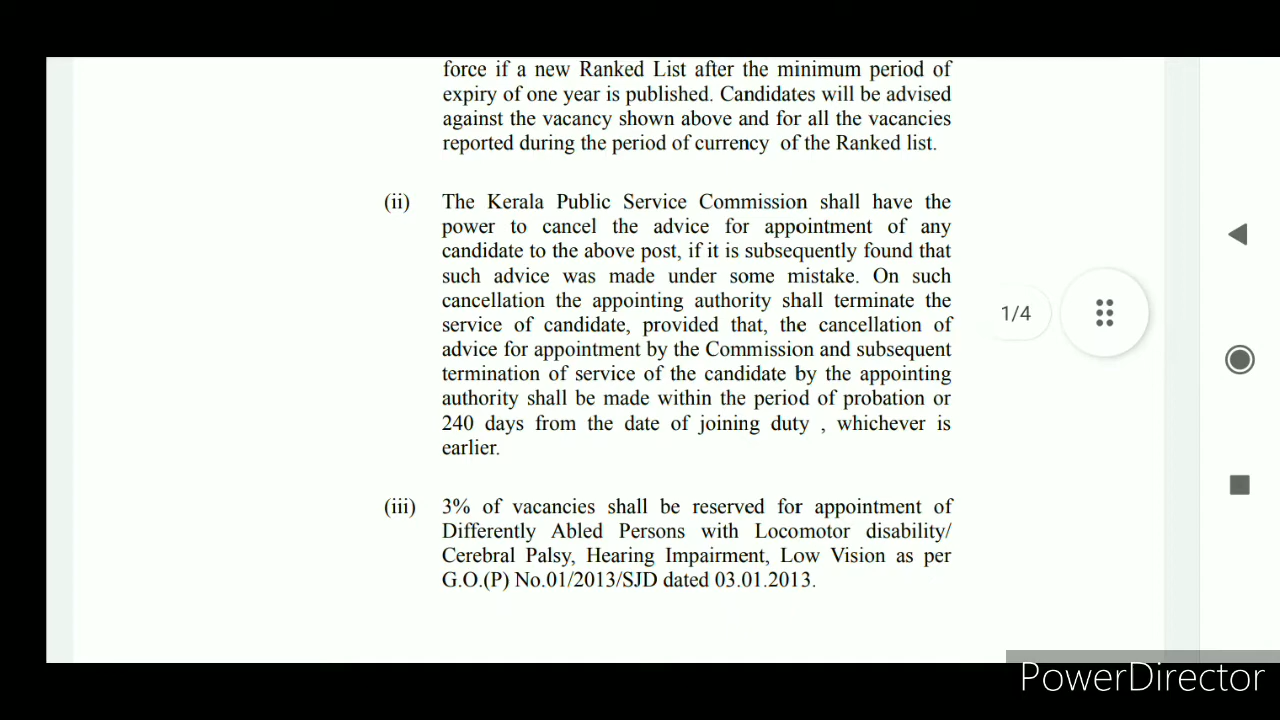 force if a new Ranked List after the minimum period of
expiry of one year is published. Candidates will be advised
against the vacancy shown above and for all the vacancies
reported during the period of currency of the Ranked list.
(ii) The Kerala Public Service Commission shall have the
power to cancel the advice for appointment of any
candidate to the above post, if it is subsequently found that
such advice was made under some mistake. On such
cancellation the appointing authority shall terminate the
service of candidate, provided that, the cancellation of
advice for appointment by the Commission and subsequent
termination of service of the candidate by the appointing
authority shall be made within the period of probation or
240 days from the date of joining duty , whichever is
earlier.
1/4
(iii) 3% of vacancies shall be reserved for appointment of
Differently Abled Persons with Locomotor disability/
Cerebral Palsy, Hearing Impairment, Low Vision as per
G.O.(P) No.01/2013/SJD dated 03.01.2013.
PowerDirector